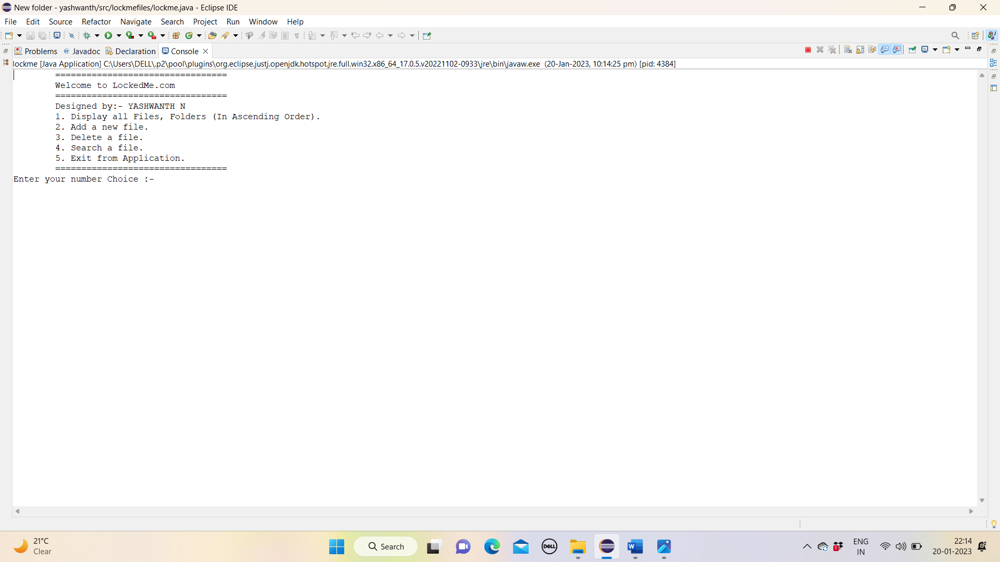 New folder - yashwanth/src/lockmefiles/lockme.java - Eclipse IDE
File Edit Source Refactor Navigate Search Project Run Window Help
Problems @ Javadoc Declaration Console
lockme [Java Application] C:\Users\DELL\.p2\pool\plugins\org.eclipse.justj.openjdk.hotspot.jre.full.win32.x86_64_17.0.5.v20221102-0933\jre\bin\javaw.exe (20-Jan-2023, 10:14:25 pm) [pid: 4384]
=================================
Welcome to LockedMe.com
=================================
Designed by:- YASHWANTH N
1. Display all Files, Folders (In Ascending Order).
2. Add a new file.
3. Delete a file.
4. Search a file.
5. Exit from Application.
=================================
Enter your number Choice :-
21°C
Clear
Search
DELL
W
1
ENG
IN
22:14
20-01-2023